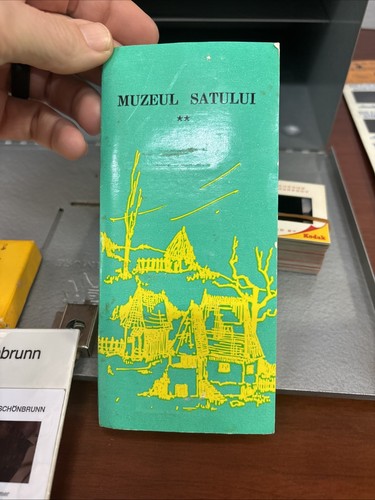 MUZEUL SATULUI
**
Kodak
brunn
SCHÖNBRUNN